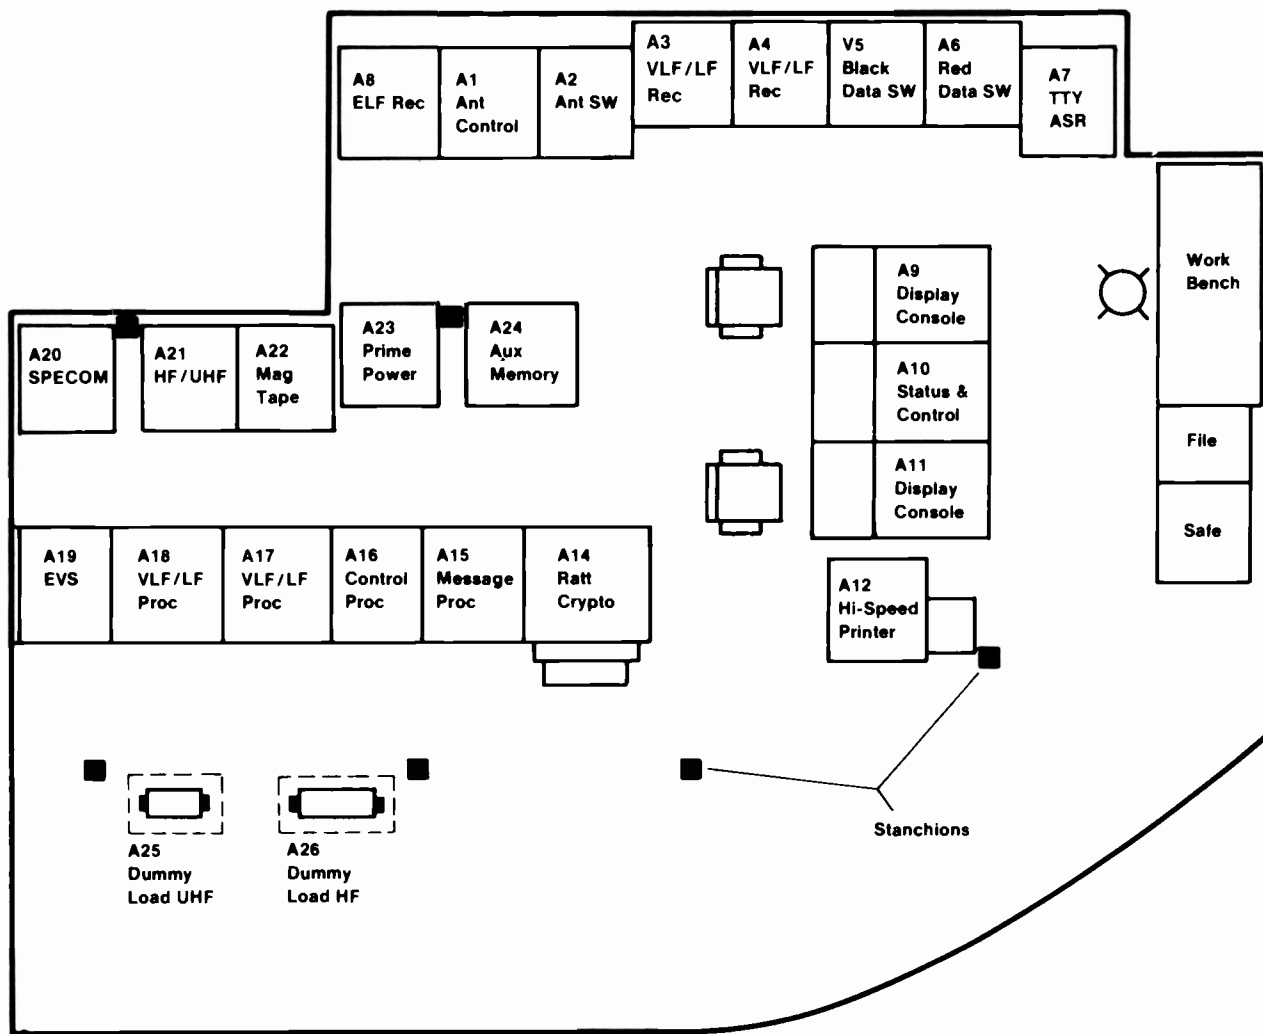 A8
ELF Rec
A1
Ant
Control
A2
Ant SW
A3
VLF/LF
Rec
A4
VLF/LF
Rec
V5
Black
Data SW
A6
Red
Data SW
A7
TTY
ASR
Work
Bench
File
Safe
A9
Display
Console
A10
Status &
Control
A11
Display
Console
A12
Hi-Speed
Printer
A20
SPECOM
A21
HF/UHF
A22
Mag
Tape
A23
Prime
Power
A24
Aux
Memory
A19
EVS
A18
VLF/LF
Proc
A17
VLF/LF
Proc
A16
Control
Proc
A15
Message
Proc
A14
Ratt
Crypto
A25
Dummy
Load UHF
A26
Dummy
Load HF
Stanchions